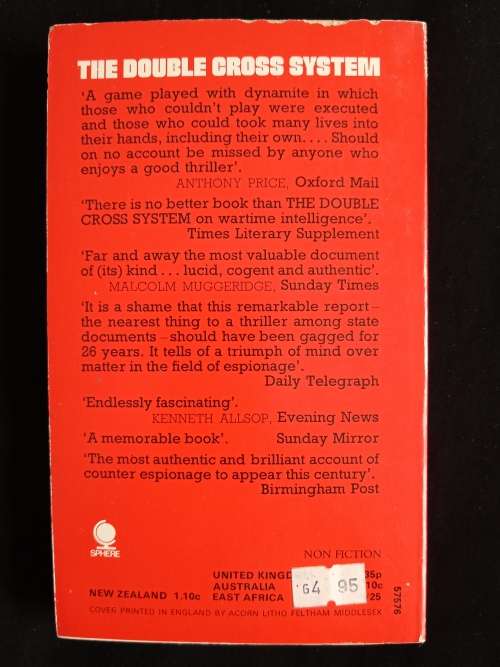 THE DOUBLE CROSS SYSTEM
‘A game played with dynamite in which
those who couldn’t play were executed
and those who could took many lives into
their hands, including their own. . . . Should
on no account be missed by anyone who
enjoys a good thriller’.
ANTHONY PRICE, Oxford Mail
‘There is no better book than THE DOUBLE
CROSS SYSTEM on wartime intelligence’.
Times Literary Supplement
‘Far and away the most valuable document
of (its) kind . . . lucid, cogent and authentic’.
MALCOLM MUGGERIDGE, Sunday Times
‘It is a shame that this remarkable report –
the nearest thing to a thriller among state
documents – should have been gagged for
26 years. It tells of a triumph of mind over
matter in the field of espionage’.
Daily Telegraph
‘Endlessly fascinating’.
KENNETH ALLSOP, Evening News
‘A memorable book’. Sunday Mirror
‘The most authentic and brilliant account of
counter espionage to appear this century’.
Birmingham Post
SPHERE
NON FICTION
UNITED 35p
AUSTRALIA
NEW ZEALAND 1.10c EAST AFRICA
64 95
57576
COVER PRINTED IN ENGLAND BY ACORN LITHO FELTHAM MIDDLESEX